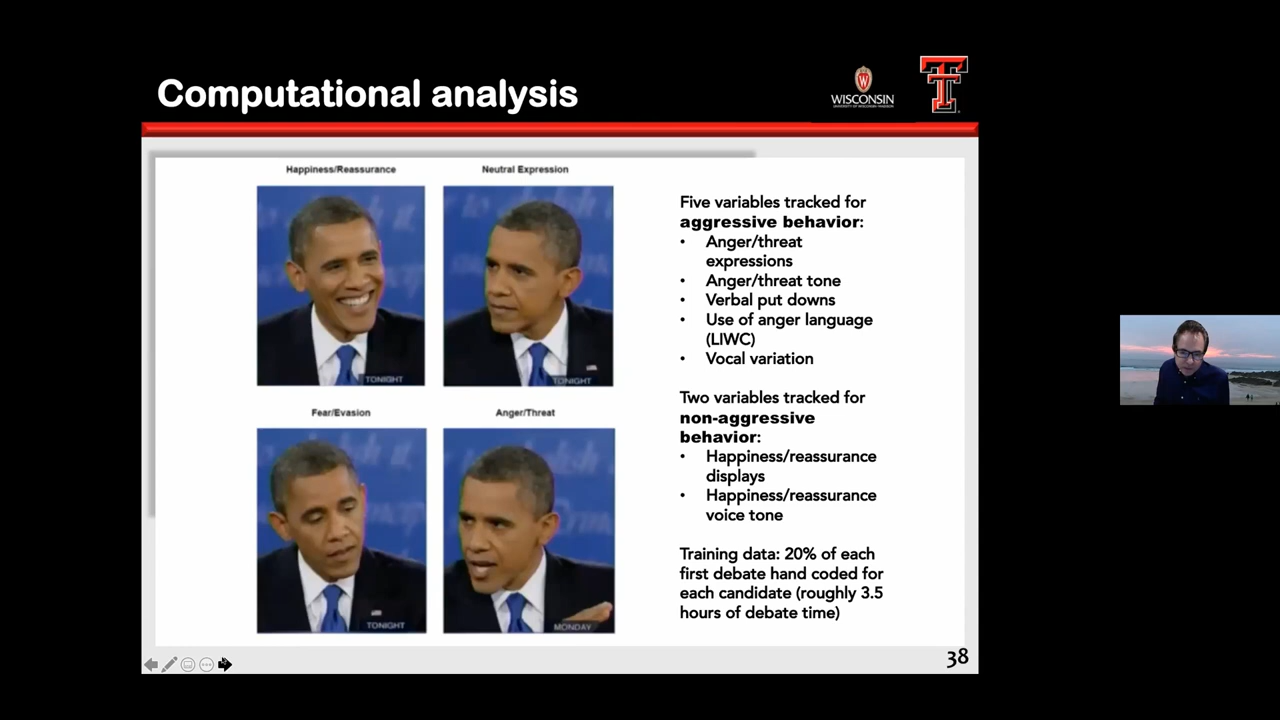 Computational analysis
WISCONSIN
Happiness/Reassurance
Neutral Expression
TONIGHT
TONIGHT
Fear/Evasion
Anger/Threat
TONIGHT
MONDAY
Five variables tracked for
aggressive behavior:
• Anger/threat
expressions
• Anger/threat tone
• Verbal put downs
• Use of anger language
(LIWC)
• Vocal variation
Two variables tracked for
non-aggressive
behavior:
• Happiness/reassurance
displays
• Happiness/reassurance
voice tone
Training data: 20% of each
first debate hand coded for
each candidate (roughly 3.5
hours of debate time)
38